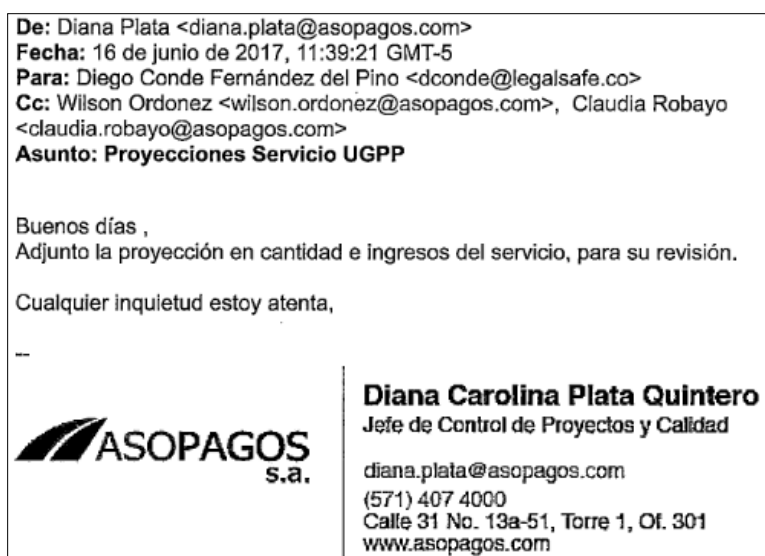 De: Diana Plata <diana.plata@asopagos.com>
Fecha: 16 de junio de 2017, 11:39:21 GMT-5
Para: Diego Conde Fernández del Pino <dconde@legalsafe.co>
Cc: Wilson Ordonez <wilson.ordonez@asopagos.com>, Claudia Robayo
<claudia.robayo@asopagos.com>
Asunto: Proyecciones Servicio UGPP
Buenos días ,
Adjunto la proyección en cantidad e ingresos del servicio, para su revisión.
Cualquier inquietud estoy atenta,
--
ASOPAGOS
s.a.
Diana Carolina Plata Quintero
Jefe de Control de Proyectos y Calidad
diana.plata@asopagos.com
(571) 407 4000
Calle 31 No. 13a-51, Torre 1, Of. 301
www.asopagos.com